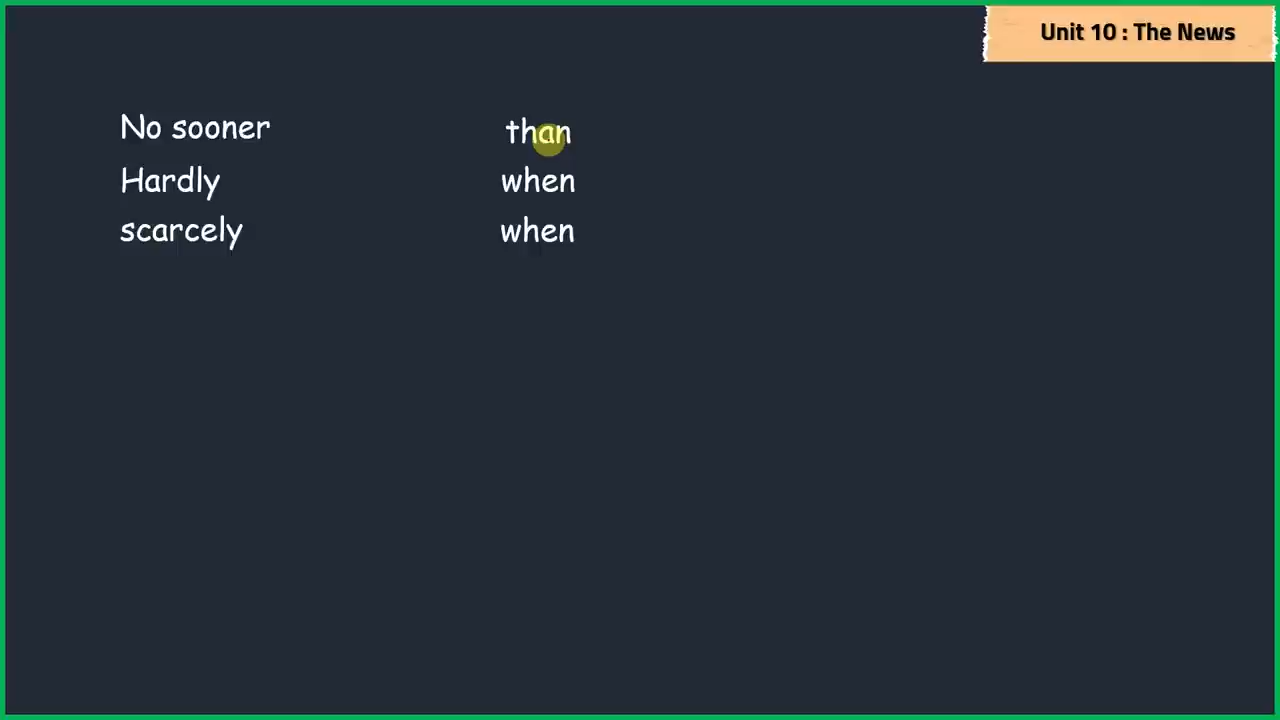 Unit 10 : The News
No sooner than
Hardly when
scarcely when